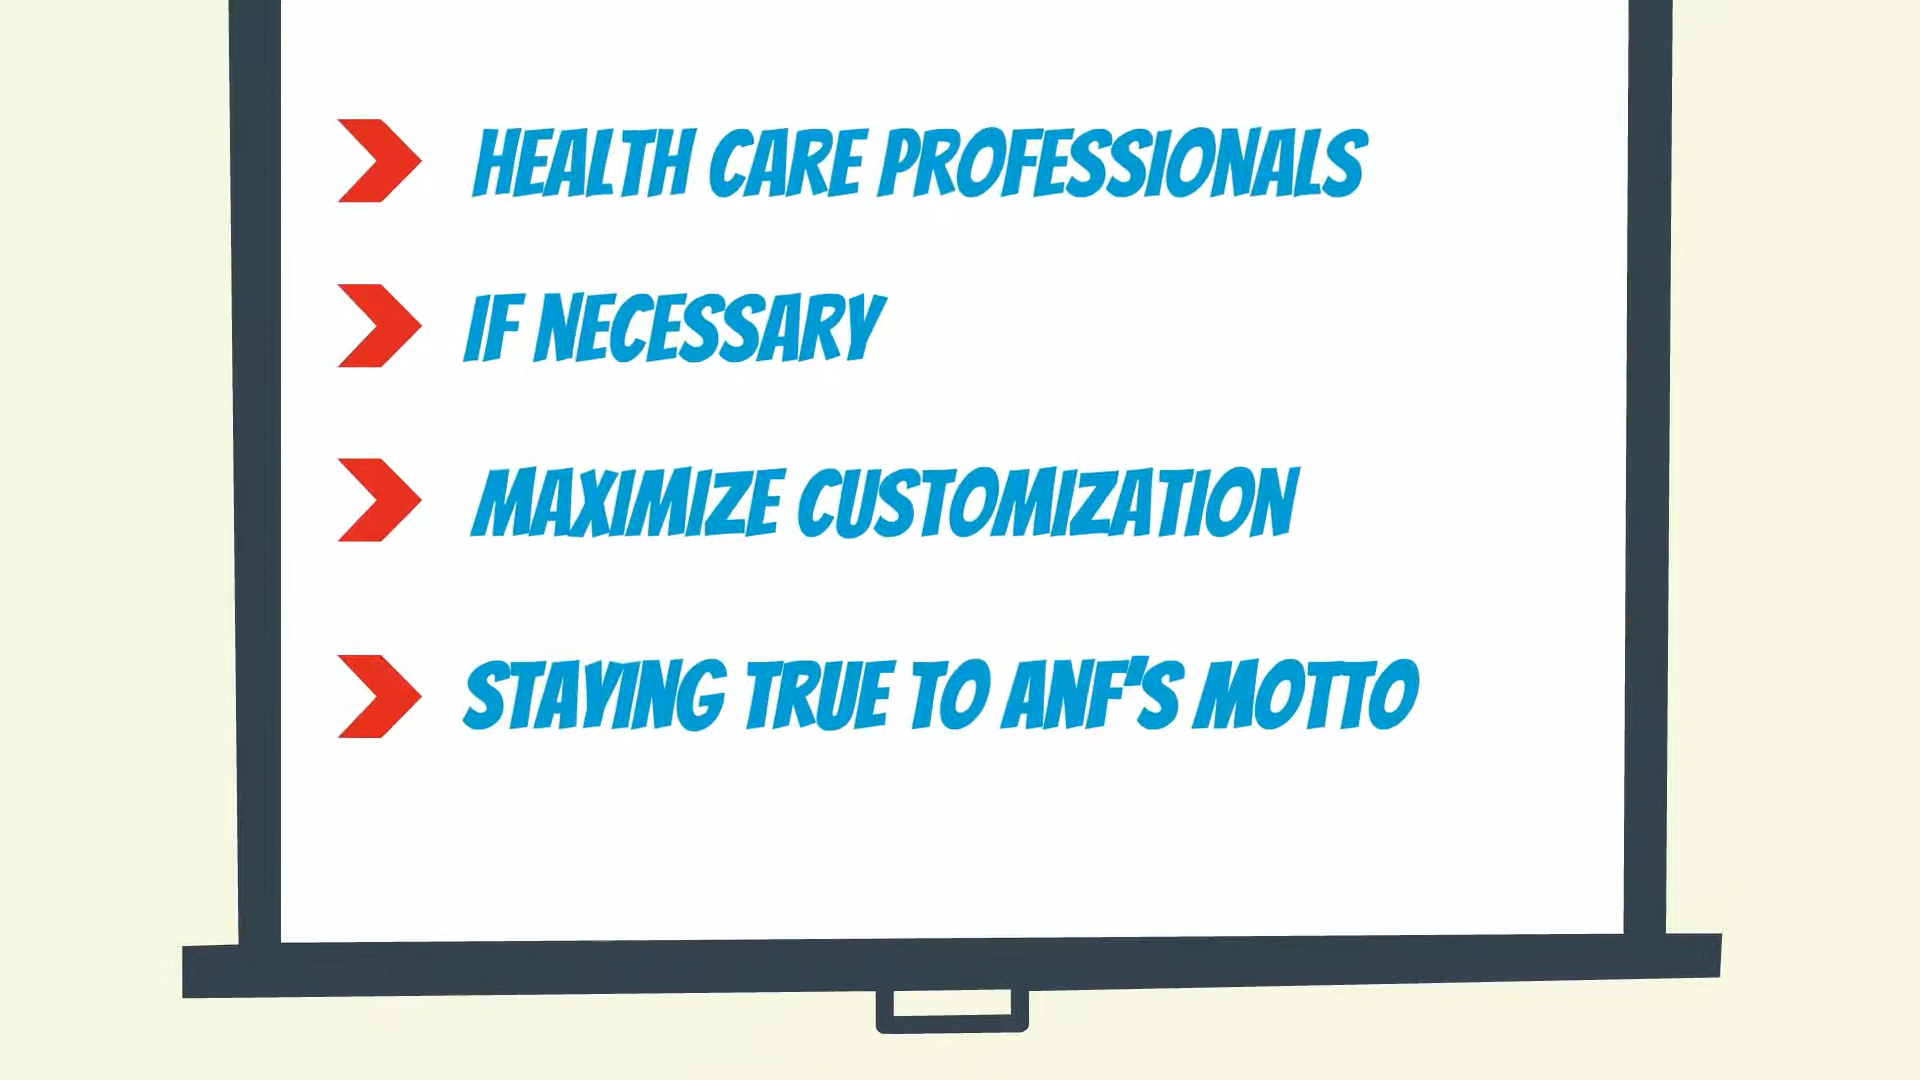 HEALTH CARE PROFESSIONALS
IF NECESSARY
MAXIMIZE CUSTOMIZATION
STAYING TRUE TO ANF'S MOTTO